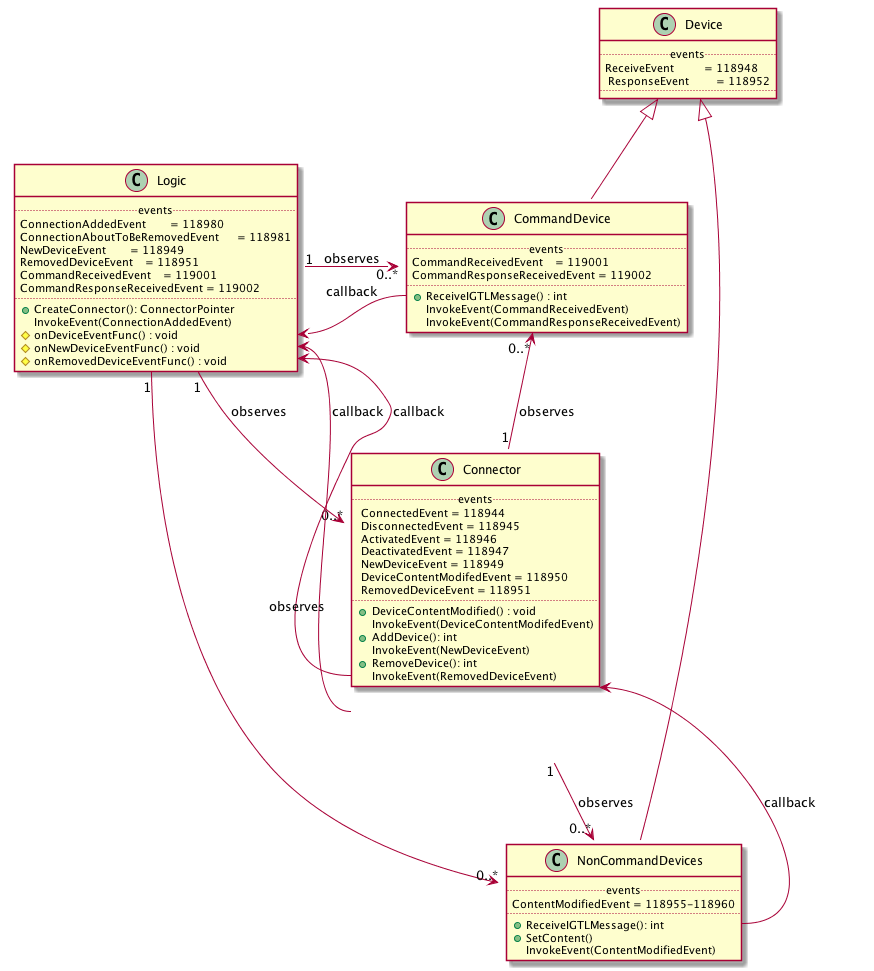 C Device
events
ReceiveEvent = 118948
ResponseEvent = 118952
C Logic
events
ConnectionAddedEvent = 118980
ConnectionAboutToBeRemovedEvent = 118981
NewDeviceEvent = 118949
RemovedDeviceEvent = 118951
CommandReceivedEvent = 119001
CommandResponseReceivedEvent = 119002
CreateConnector(): ConnectorPointer
InvokeEvent(ConnectionAddedEvent)
onDeviceEventFunc() : void
onNewDeviceEventFunc() : void
onRemovedDeviceEventFunc() : void
C CommandDevice
events
CommandReceivedEvent = 119001
CommandResponseReceivedEvent = 119002
ReceiveIGTLMessage() : int
InvokeEvent(CommandReceivedEvent)
InvokeEvent(CommandResponseReceivedEvent)
1 observes 0..*
callback
1
1
observes
callback
callback
0..*
observes
1
0..*
observes
C Connector
events
ConnectedEvent = 118944
DisconnectedEvent = 118945
ActivatedEvent = 118946
DeactivatedEvent = 118947
NewDeviceEvent = 118949
DeviceContentModifedEvent = 118950
RemovedDeviceEvent = 118951
DeviceContentModified() : void
InvokeEvent(DeviceContentModifedEvent)
AddDevice(): int
InvokeEvent(NewDeviceEvent)
RemoveDevice(): int
InvokeEvent(RemovedDeviceEvent)
1
observes
0..*
callback
0..*
C NonCommandDevices
events
ContentModifiedEvent = 118955-118960
ReceiveIGTLMessage(): int
SetContent()
InvokeEvent(ContentModifiedEvent)